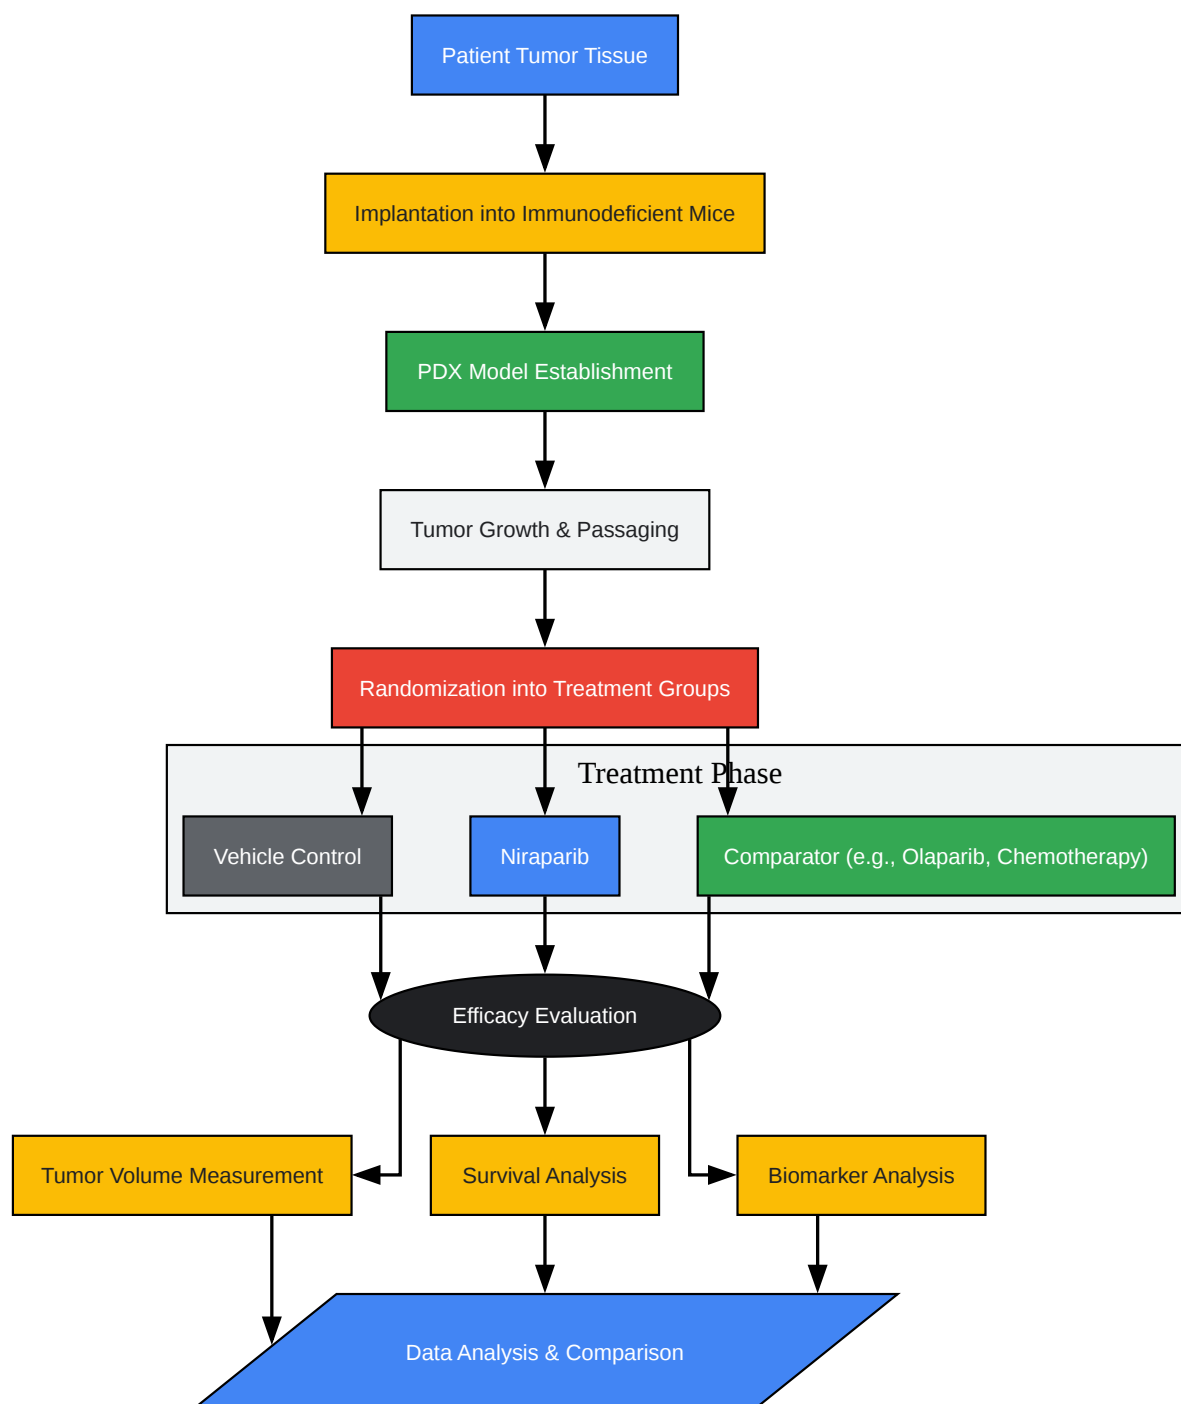 Patient Tumor Tissue
Implantation into Immunodeficient Mice
PDX Model Establishment
Tumor Growth & Passaging
Randomization into Treatment Groups
Treatment Phase
Vehicle Control
Niraparib
Comparator (e.g., Olaparib, Chemotherapy)
Efficacy Evaluation
Tumor Volume Measurement
Survival Analysis
Biomarker Analysis
Data Analysis & Comparison